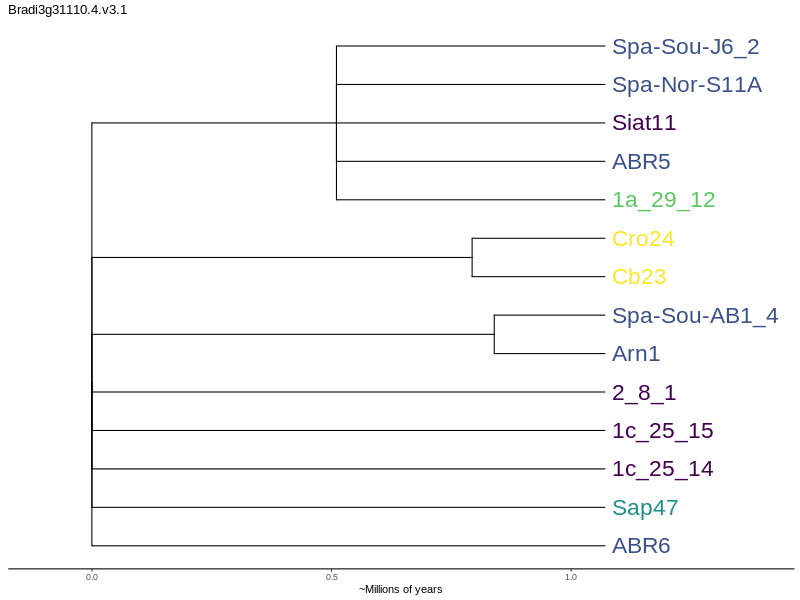 Bradi3g31110.4.v3.1
Spa-Sou-J6_2
Spa-Nor-S11A
Siat11
ABR5
1a_29_12
Cro24
Cb23
Spa-Sou-AB1_4
Arn1
2_8_1
1c_25_15
1c_25_14
Sap47
ABR6
0.0 0.5 1.0
~Millions of years